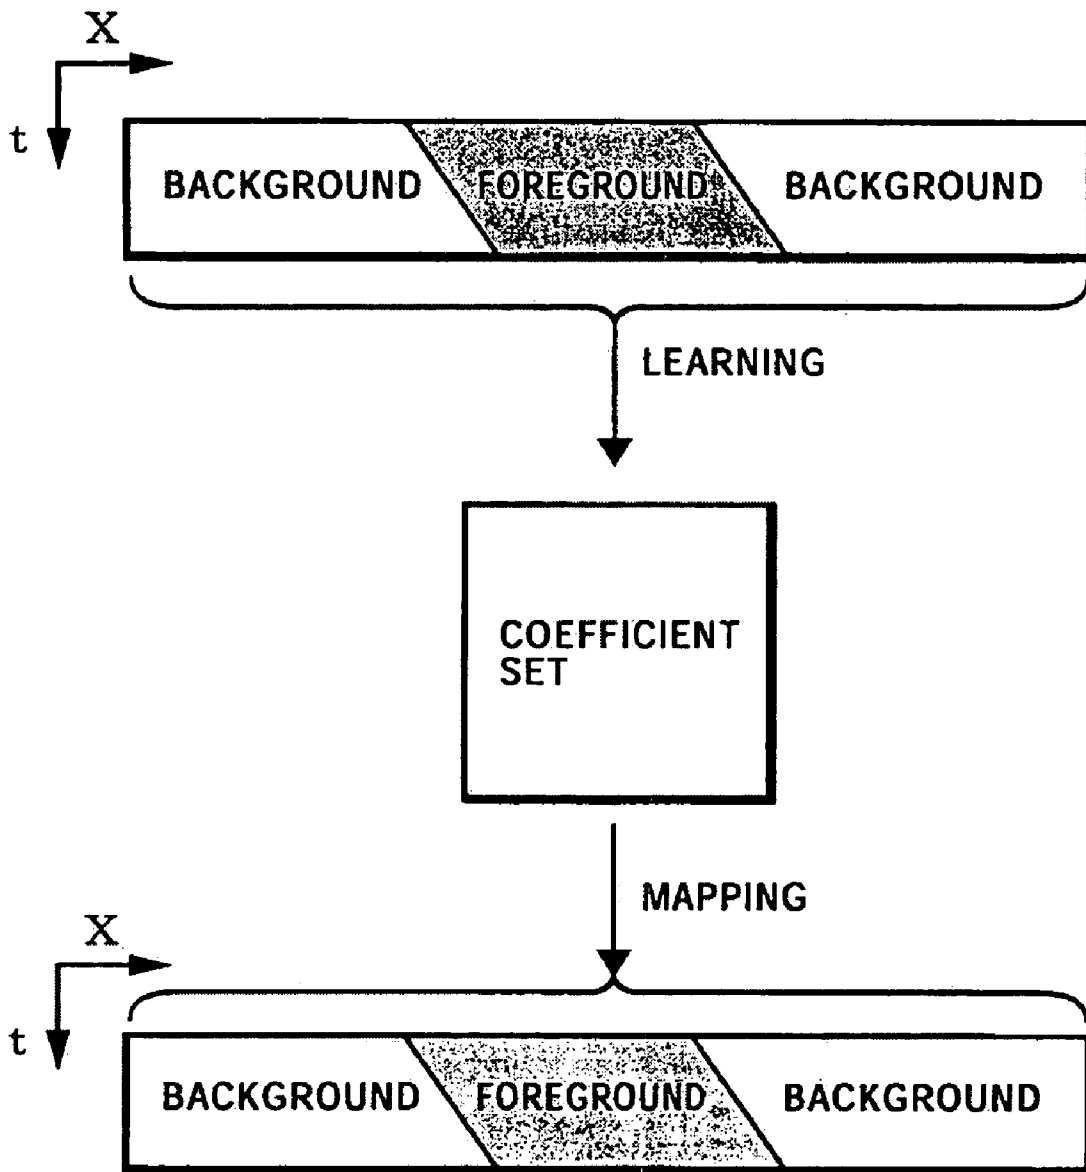 X
t
BACKGROUND FOREGROUND BACKGROUND
LEARNING
COEFFICIENT
SET
MAPPING
X
t
BACKGROUND FOREGROUND BACKGROUND